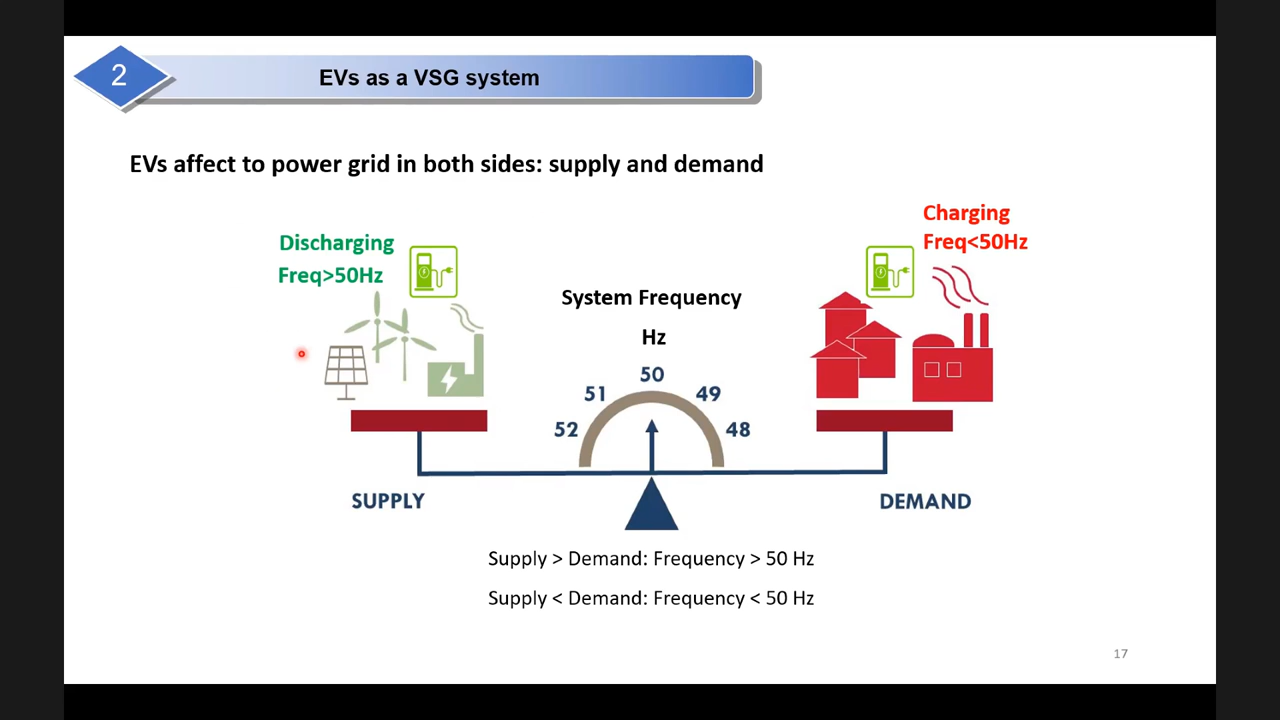 2
EVs as a VSG system
EVs affect to power grid in both sides: supply and demand
Discharging
Freq>50Hz
Charging
Freq<50Hz
System Frequency
Hz
50
51
49
52
48
SUPPLY
DEMAND
Supply > Demand: Frequency > 50 Hz
Supply < Demand: Frequency < 50 Hz
17